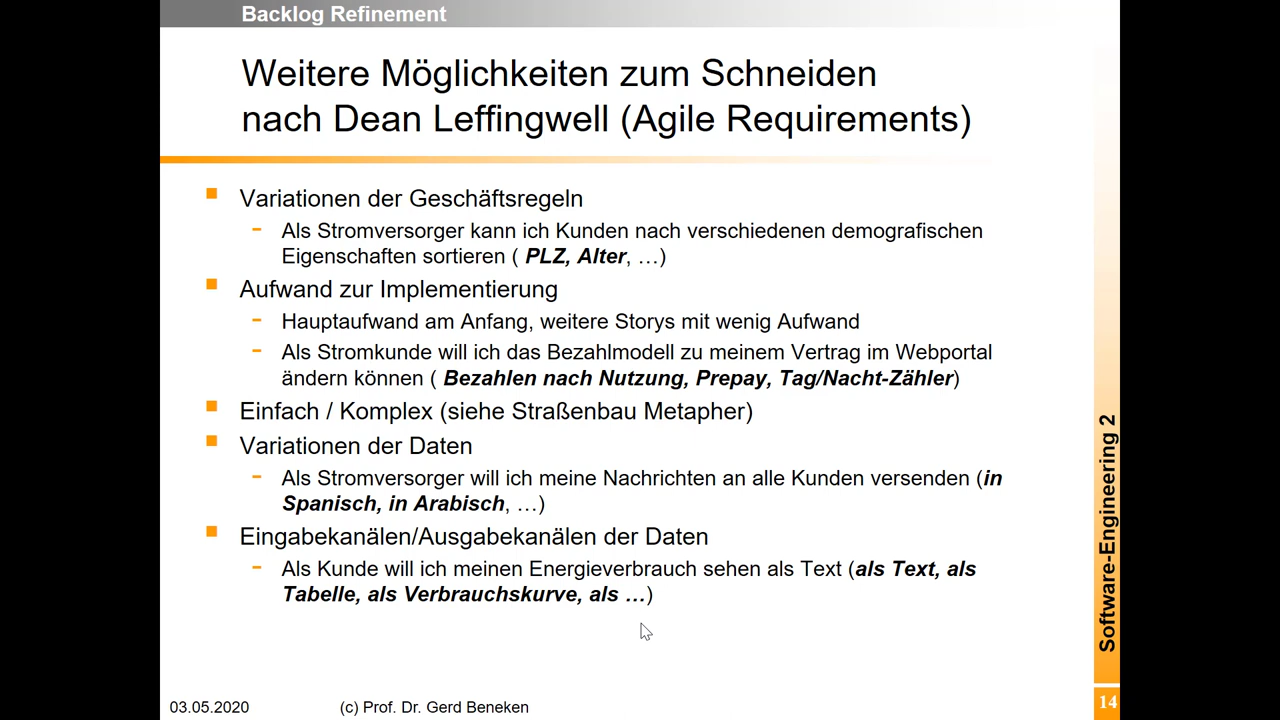 Backlog Refinement
Weitere Möglichkeiten zum Schneiden
nach Dean Leffingwell (Agile Requirements)
Variationen der Geschäftsregeln
- Als Stromversorger kann ich Kunden nach verschiedenen demografischen
Eigenschaften sortieren ( PLZ, Alter, …)
Aufwand zur Implementierung
- Hauptaufwand am Anfang, weitere Storys mit wenig Aufwand
- Als Stromkunde will ich das Bezahlmodell zu meinem Vertrag im Webportal
ändern können ( Bezahlen nach Nutzung, Prepay, Tag/Nacht-Zähler)
Einfach / Komplex (siehe Straßenbau Metapher)
Variationen der Daten
- Als Stromversorger will ich meine Nachrichten an alle Kunden versenden (in
Spanisch, in Arabisch, …)
Eingabekanälen/Ausgabekanälen der Daten
- Als Kunde will ich meinen Energieverbrauch sehen als Text (als Text, als
Tabelle, als Verbrauchskurve, als …)
Software-Engineering 2
03.05.2020
(c) Prof. Dr. Gerd Beneken
14